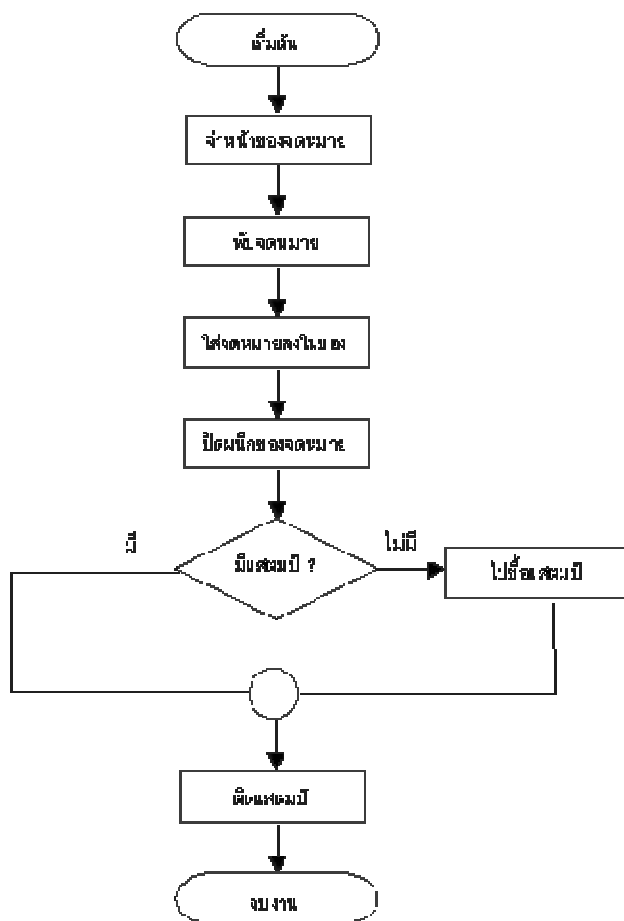 เริ่มต้น
จ่าหน้าซองจดหมาย
พับจดหมาย
ใส่จดหมายลงในซอง
ปิดผนึกซองจดหมาย
มี
มีแสตมป์ ?
ไม่มี
ไปซื้อแสตมป์
ติดแสตมป์
จบงาน